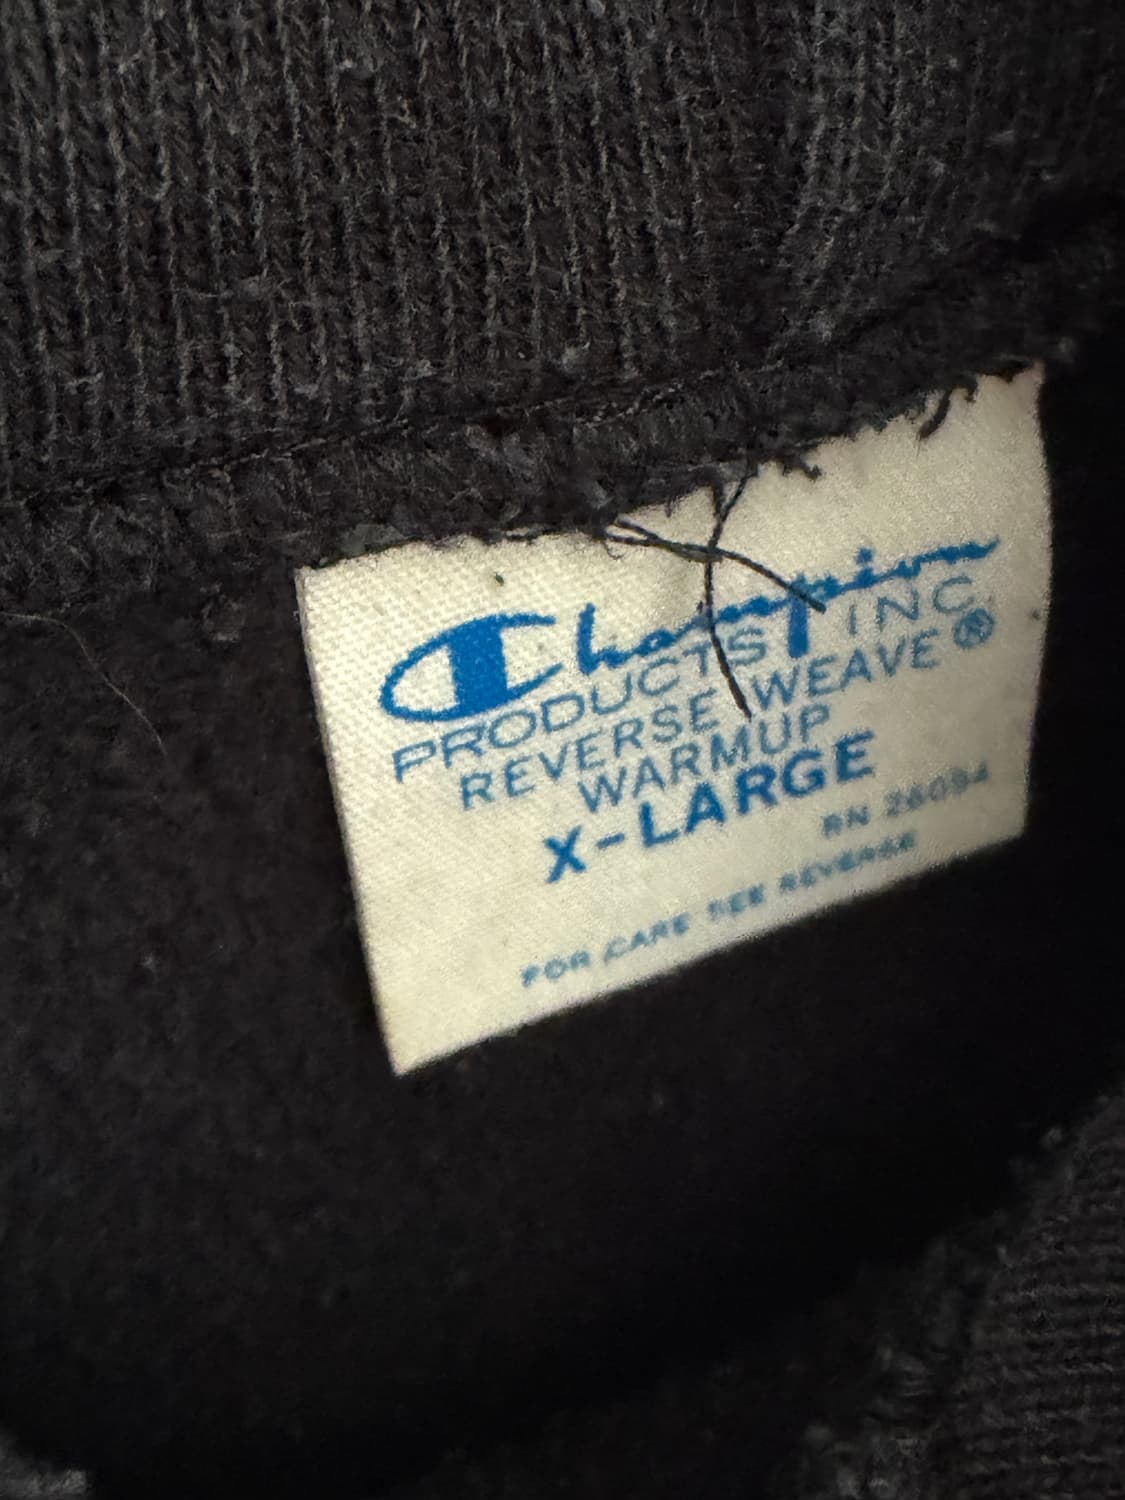 Champion
PRODUCTS INC.
REVERSE WEAVE®
WARMUP
X-LARGE
RN 26094
FOR CARE SEE REVERSE